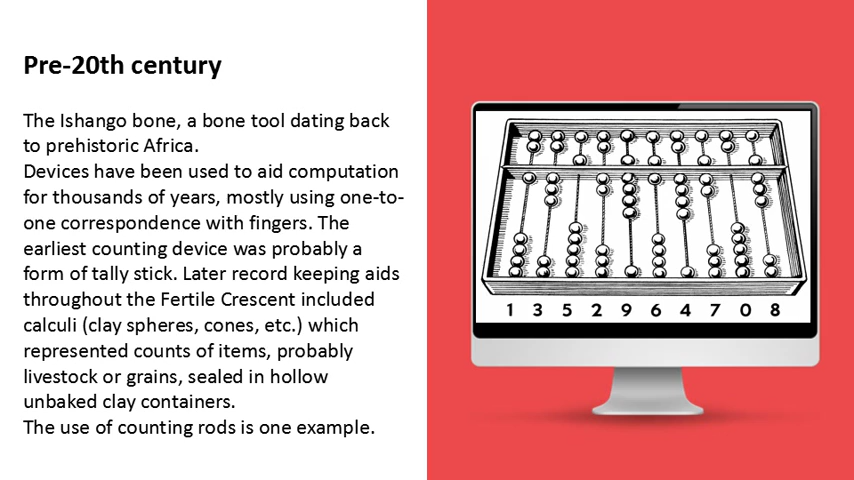 Pre-20th century
The Ishango bone, a bone tool dating back
to prehistoric Africa.
Devices have been used to aid computation
for thousands of years, mostly using one-to-
one correspondence with fingers. The
earliest counting device was probably a
form of tally stick. Later record keeping aids
throughout the Fertile Crescent included
calculi (clay spheres, cones, etc.) which
represented counts of items, probably
livestock or grains, sealed in hollow
unbaked clay containers.
The use of counting rods is one example.
1 3 5 2 9 6 4 7 0 8